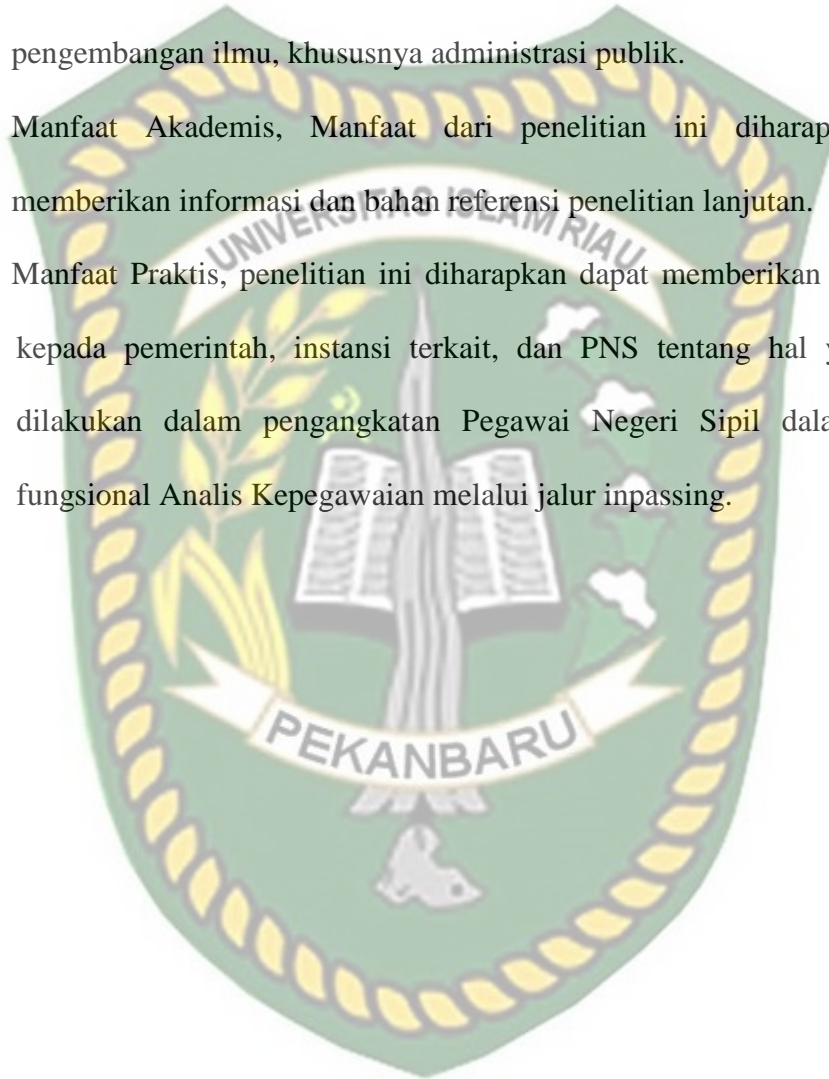 pengembangan ilmu, khususnya administrasi publik.
Manfaat Akademis, Manfaat dari penelitian ini diharap
memberikan informasi dan bahan referensi penelitian lanjutan.
UNIVERSITAS ISLAM RIAU
Manfaat Praktis, penelitian ini diharapkan dapat memberikan
kepada pemerintah, instansi terkait, dan PNS tentang hal y
dilakukan dalam pengangkatan Pegawai Negeri Sipil dala
fungsional Analis Kepegawaian melalui jalur inpassing.
PEKANBARU